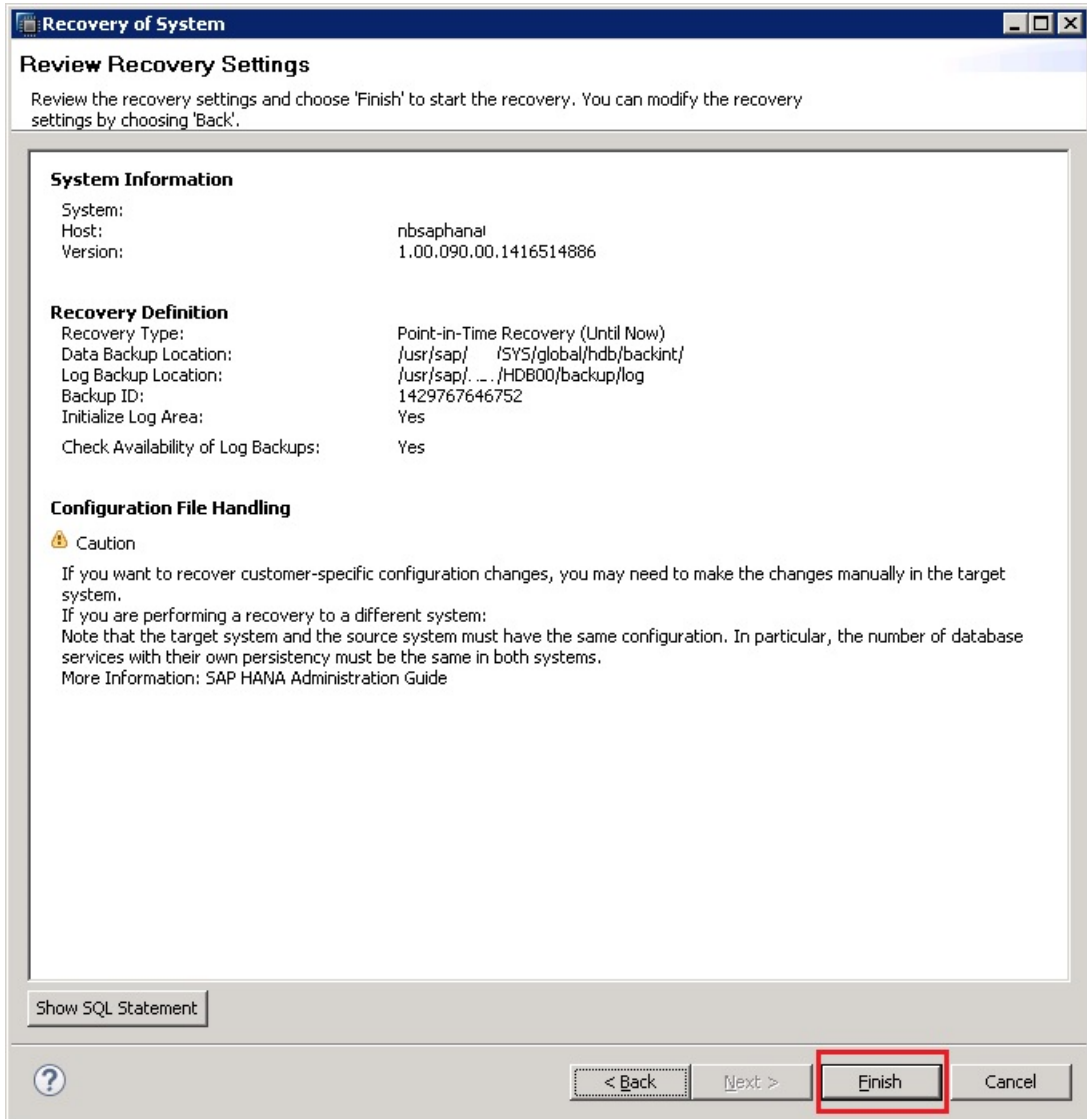 Recovery of System
Review Recovery Settings
Review the recovery settings and choose 'Finish' to start the recovery. You can modify the recovery
settings by choosing 'Back'.
System Information
System:
Host: nbsaphana
Version: 1.00.090.00.1416514886
Recovery Definition
Recovery Type: Point-in-Time Recovery (Until Now)
Data Backup Location: /usr/sap/ /SYS/global/hdb/backint/
Log Backup Location: /usr/sap/ /HDB00/backup/log
Backup ID: 1429767646752
Initialize Log Area: Yes
Check Availability of Log Backups: Yes
Configuration File Handling
Caution
If you want to recover customer-specific configuration changes, you may need to make the changes manually in the target
system.
If you are performing a recovery to a different system:
Note that the target system and the source system must have the same configuration. In particular, the number of database
services with their own persistency must be the same in both systems.
More Information: SAP HANA Administration Guide
Show SQL Statement
? < Back Next > Finish Cancel